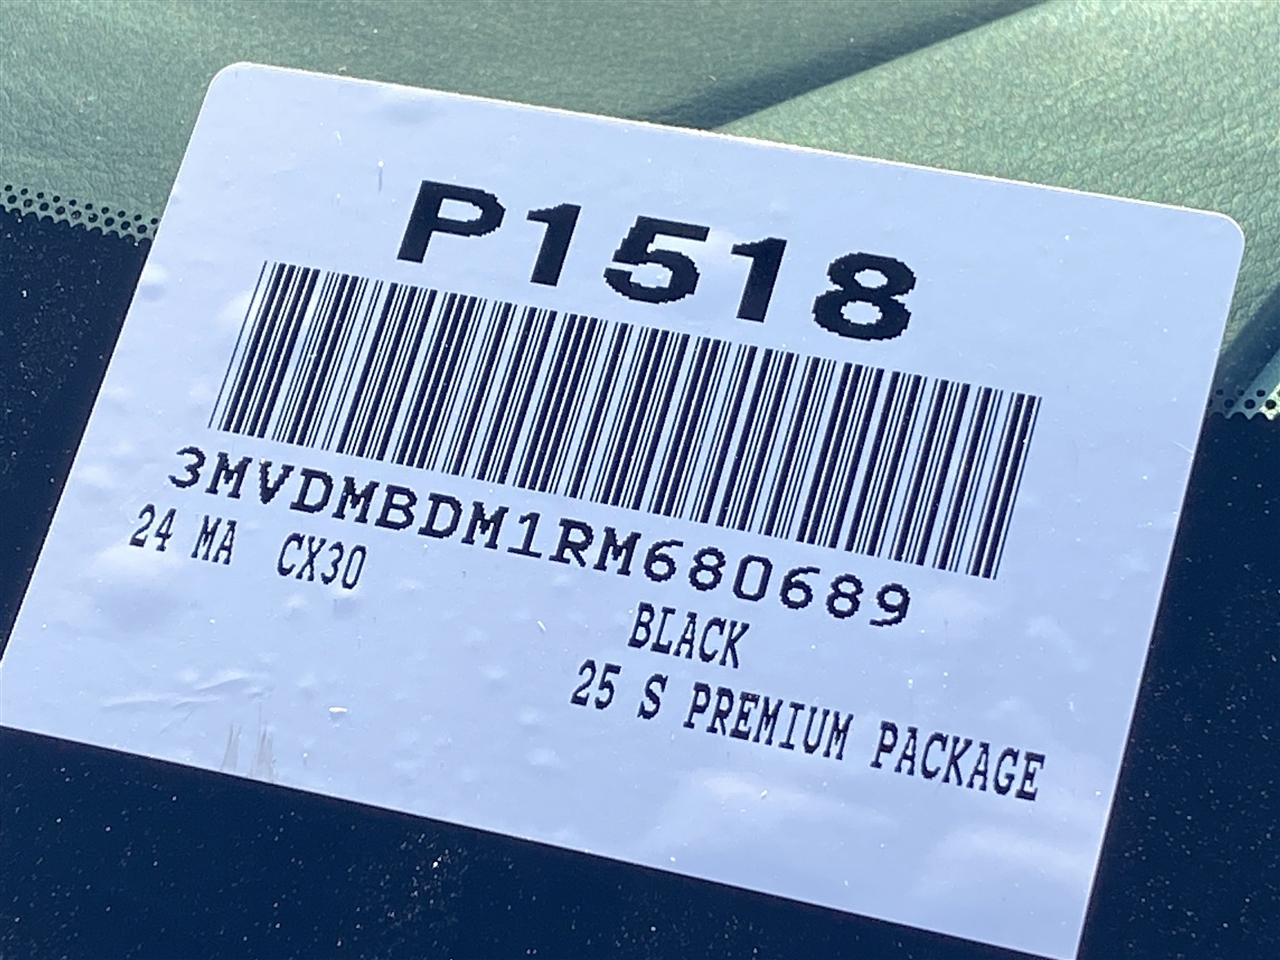 P1518
3MVDMBDM1RM680689
24 MA CX30
BLACK
25 S PREMIUM PACKAGE